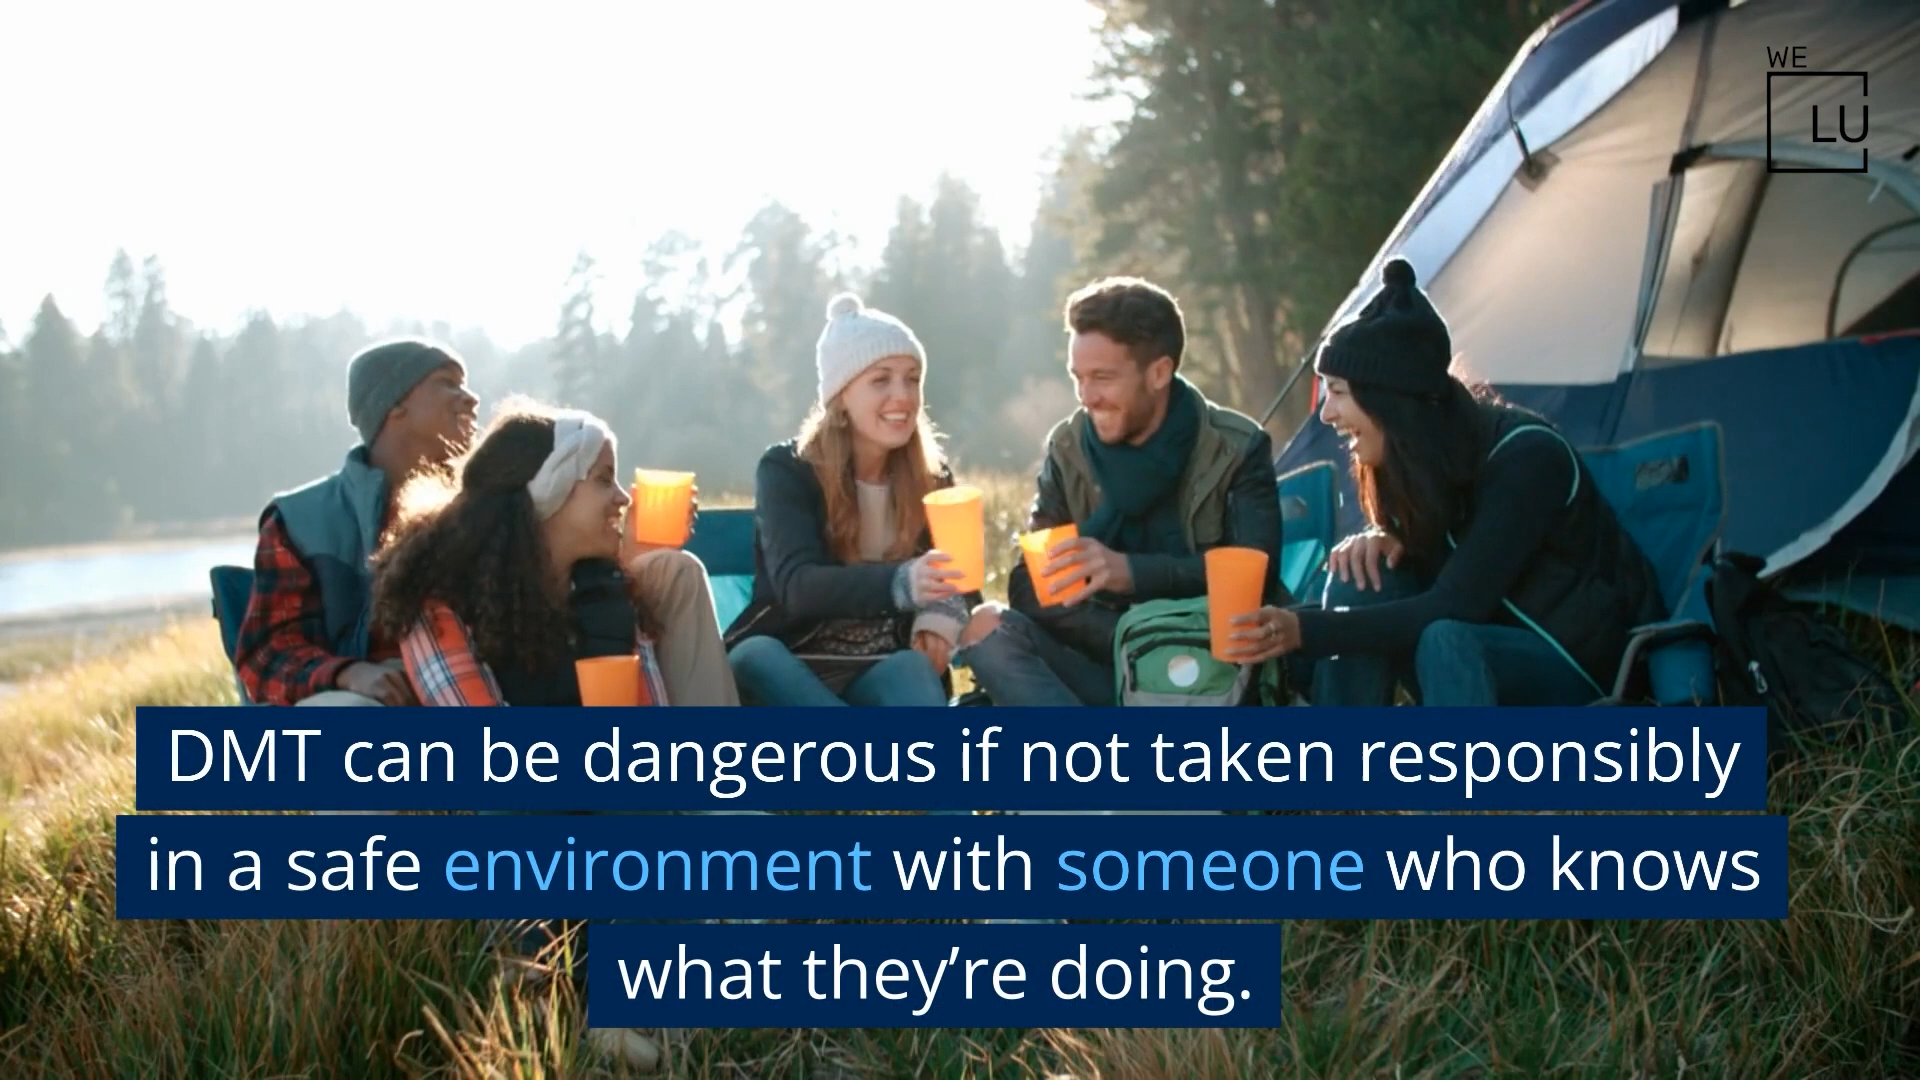 WE
LU
DMT can be dangerous if not taken responsibly
in a safe environment with someone who knows
what they’re doing.